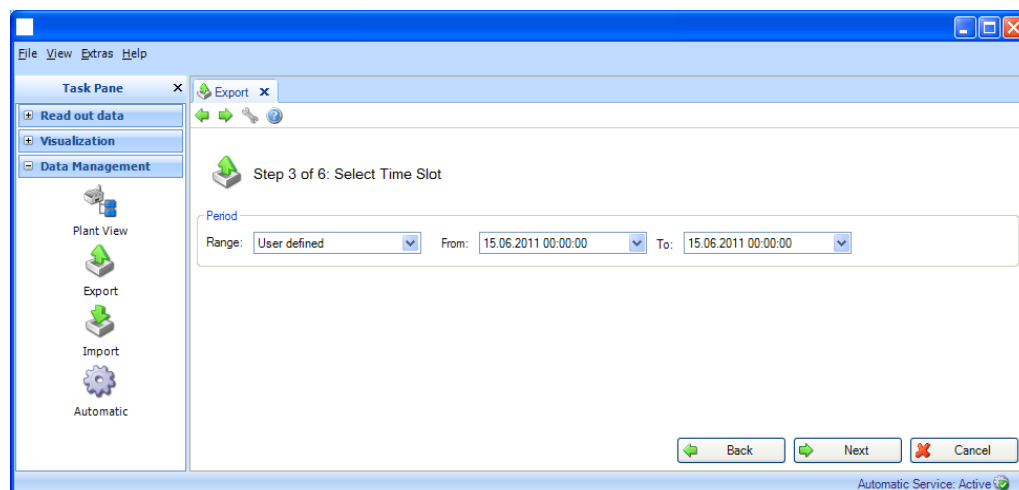 File View Extras Help
Task Pane
Export
Read out data
Visualization
Data Management
Plant View
Export
Import
Automatic
Step 3 of 6: Select Time Slot
Period
Range: User defined From: 15.06.2011 00:00:00 To: 15.06.2011 00:00:00
Back Next Cancel
Automatic Service: Active